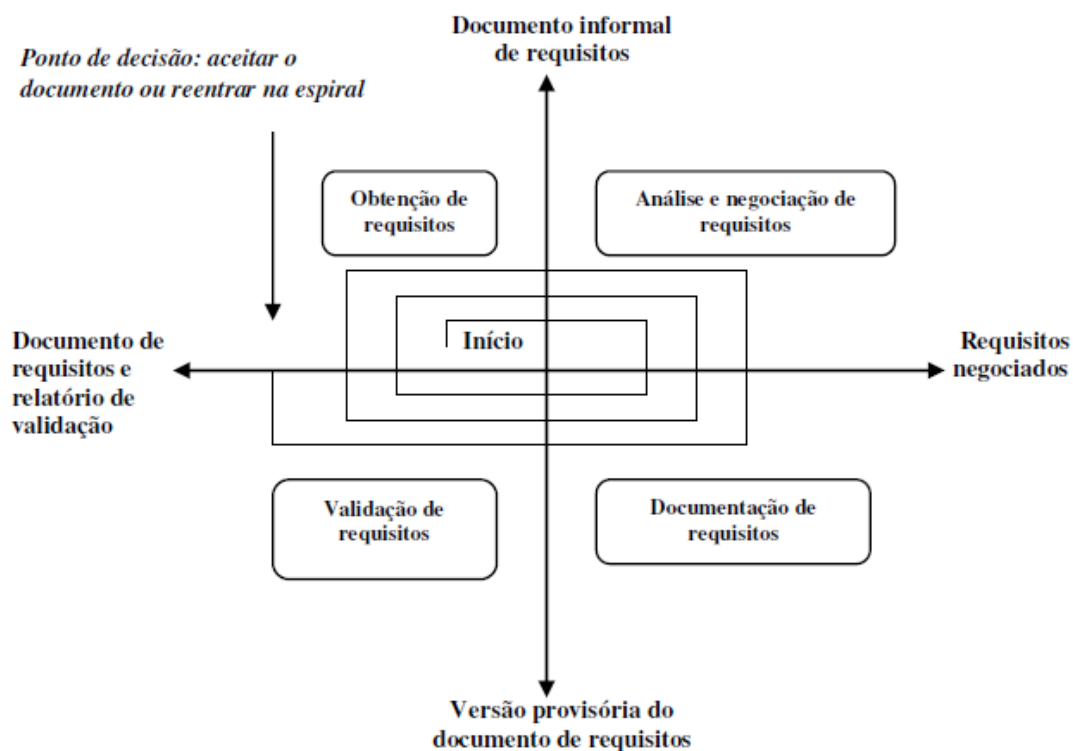 Documento informal
de requisitos
Ponto de decisão: aceitar o
documento ou reentrar na espiral
Obtenção de
requisitos
Análise e negociação de
requisitos
Início
Documento de
requisitos e
relatório de
validação
Requisitos
negociados
Validação de
requisitos
Documentação de
requisitos
Versão provisória do
documento de requisitos